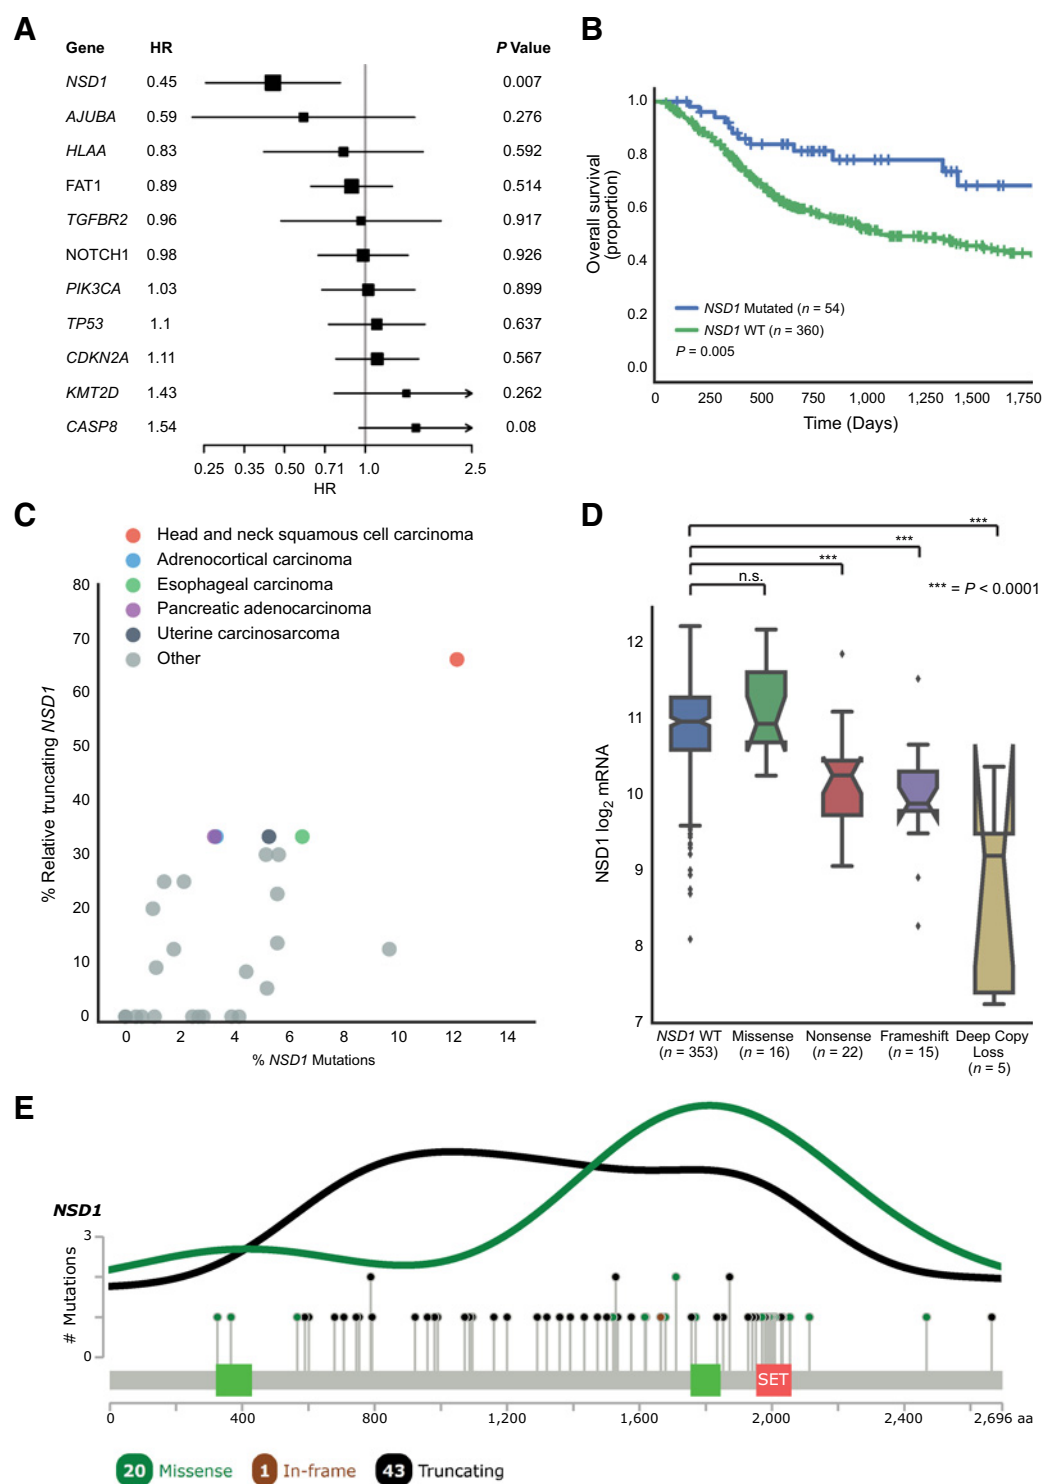 A
Gene HR P Value
NSD1 0.45 0.007
AJUBA 0.59 0.276
HLAA 0.83 0.592
FAT1 0.89 0.514
TGFBR2 0.96 0.917
NOTCH1 0.98 0.926
PIK3CA 1.03 0.899
TP53 1.1 0.637
CDKN2A 1.11 0.567
KMT2D 1.43 0.262
CASP8 1.54 0.08
0.25 0.35 0.50 0.71 1.0 2.5
HR
B
Overall survival
(proportion)
1.0
0.8
0.6
0.4
0.2
0.0
NSD1 Mutated (n = 54)
NSD1 WT (n = 360)
P = 0.005
0 250 500 750 1,000 1,250 1,500 1,750
Time (Days)
C
Head and neck squamous cell carcinoma
Adrenocortical carcinoma
Esophageal carcinoma
Pancreatic adenocarcinoma
Uterine carcinosarcoma
Other
% Relative truncating NSD1
80
70
60
50
40
30
20
10
0
0 2 4 6 8 10 12 14
% NSD1 Mutations
D
***
***
***
n.s.
*** = P < 0.0001
NSD1 log2 mRNA
12
11
10
9
8
7
NSD1 WT Missense Nonsense Frameshift Deep Copy
(n = 353) (n = 16) (n = 22) (n = 15) Loss
(n = 5)
E
NSD1
# Mutations
3
0
SET
0 400 800 1,200 1,600 2,000 2,400 2,696 aa
20 Missense 1 In-frame 43 Truncating